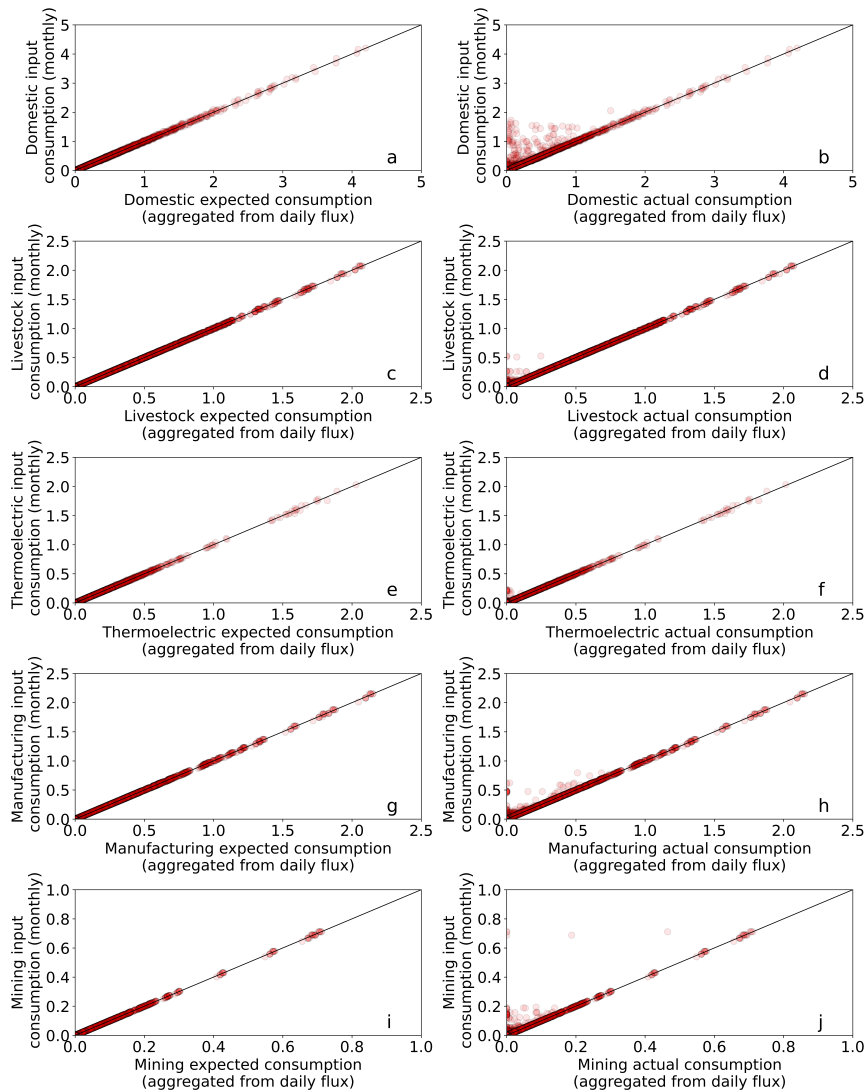 Domestic input
consumption (monthly)
5
4
3
2
1
0
a
0 1 2 3 4 5
Domestic expected consumption
(aggregated from daily flux)
Domestic input
consumption (monthly)
5
4
3
2
1
0
b
0 1 2 3 4 5
Domestic actual consumption
(aggregated from daily flux)
Livestock input
consumption (monthly)
2.5
2.0
1.5
1.0
0.5
0.0
c
0.0 0.5 1.0 1.5 2.0 2.5
Livestock expected consumption
(aggregated from daily flux)
Livestock input
consumption (monthly)
2.5
2.0
1.5
1.0
0.5
0.0
d
0.0 0.5 1.0 1.5 2.0 2.5
Livestock actual consumption
(aggregated from daily flux)
Thermoelectric input
consumption (monthly)
2.5
2.0
1.5
1.0
0.5
0.0
e
0.0 0.5 1.0 1.5 2.0 2.5
Thermoelectric expected consumption
(aggregated from daily flux)
Thermoelectric input
consumption (monthly)
2.5
2.0
1.5
1.0
0.5
0.0
f
0.0 0.5 1.0 1.5 2.0 2.5
Thermoelectric actual consumption
(aggregated from daily flux)
Manufacturing input
consumption (monthly)
2.5
2.0
1.5
1.0
0.5
0.0
g
0.0 0.5 1.0 1.5 2.0 2.5
Manufacturing expected consumption
(aggregated from daily flux)
Manufacturing input
consumption (monthly)
2.5
2.0
1.5
1.0
0.5
0.0
h
0.0 0.5 1.0 1.5 2.0 2.5
Manufacturing actual consumption
(aggregated from daily flux)
Mining input
consumption (monthly)
1.0
0.8
0.6
0.4
0.2
0.0
i
0.0 0.2 0.4 0.6 0.8 1.0
Mining expected consumption
(aggregated from daily flux)
Mining input
consumption (monthly)
1.0
0.8
0.6
0.4
0.2
0.0
j
0.0 0.2 0.4 0.6 0.8 1.0
Mining actual consumption
(aggregated from daily flux)